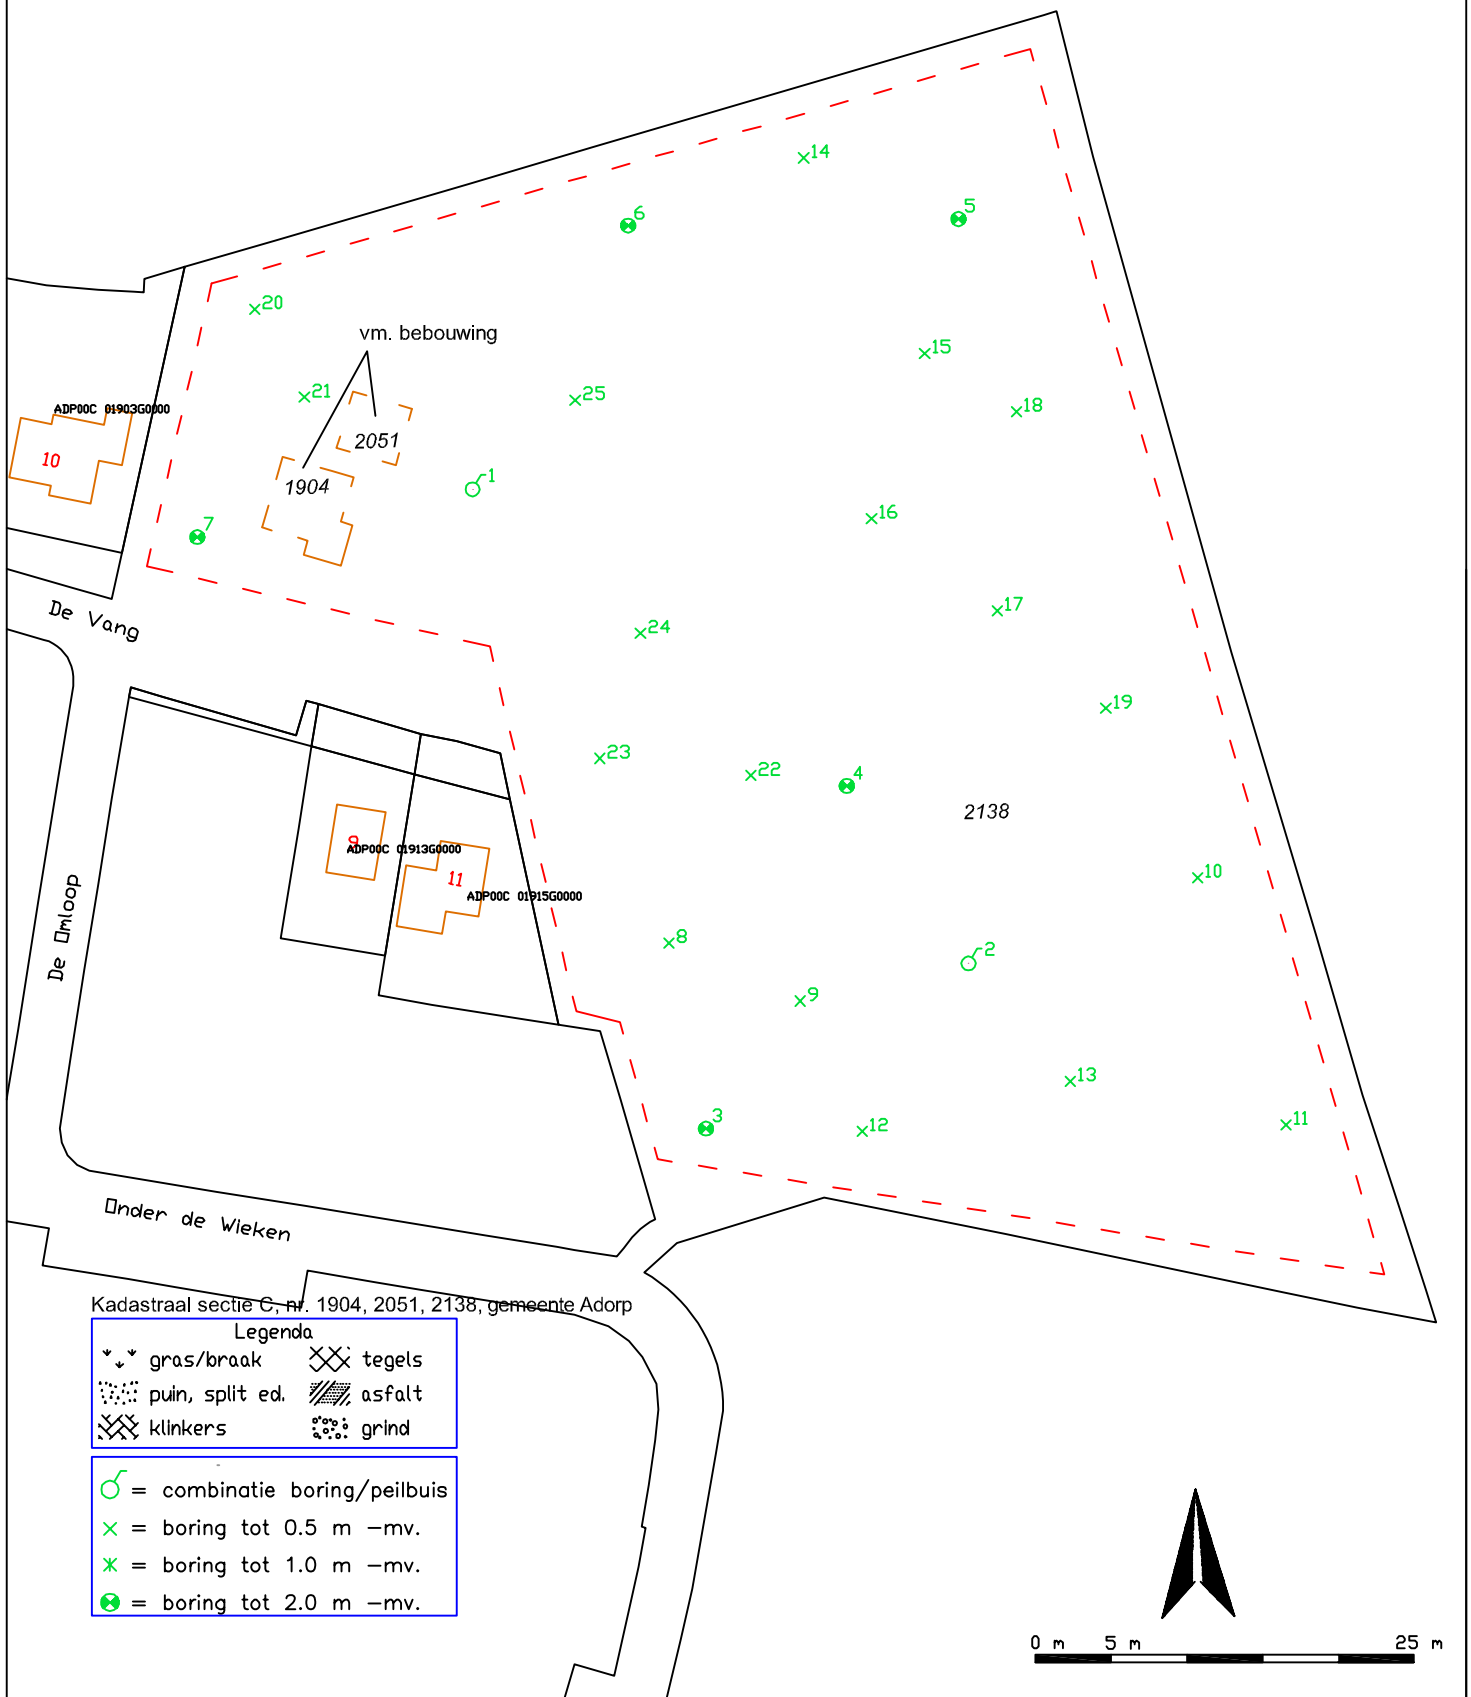 14
5
6
20
vm. bebouwing
15
21
25
18
ADP00C 01903G0000
2051
10
1
1904
16
7
17
De Vang
24
19
23
22
4
2138
9
ADP00C 01913G0000
11
10
ADP00C 01915G0000
De Omloop
8
2
9
13
3
12
11
Onder de Wieken
Kadastraal sectie C, nr. 1904, 2051, 2138, gemeente Adorp
Legenda
gras/braak tegels
puin, split ed. asfalt
klinkers grind
= combinatie boring/peilbuis
= boring tot 0.5 m -mv.
= boring tot 1.0 m -mv.
= boring tot 2.0 m -mv.
0 m 5 m 25 m